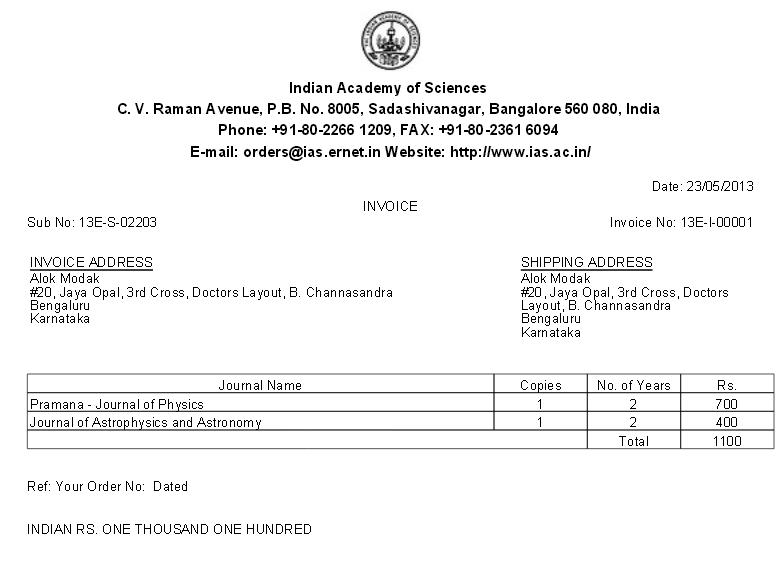 Indian Academy of Sciences
C. V. Raman Avenue, P.B. No. 8005, Sadashivanagar, Bangalore 560 080, India
Phone: +91-80-2266 1209, FAX: +91-80-2361 6094
E-mail: orders@ias.ernet.in Website: http://www.ias.ac.in/
Date: 23/05/2013
INVOICE
Sub No: 13E-S-02203 Invoice No: 13E-I-00001
INVOICE ADDRESS
Alok Modak
#20, Jaya Opal, 3rd Cross, Doctors Layout, B. Channasandra
Bengaluru
Karnataka
SHIPPING ADDRESS
Alok Modak
#20, Jaya Opal, 3rd Cross, Doctors
Layout, B. Channasandra
Bengaluru
Karnataka
Journal Name Copies No. of Years Rs.
Pramana - Journal of Physics 1 2 700
Journal of Astrophysics and Astronomy 1 2 400
Total 1100
Ref: Your Order No: Dated
INDIAN RS. ONE THOUSAND ONE HUNDRED